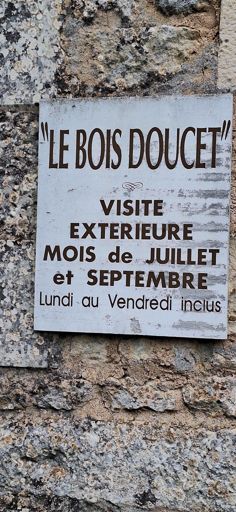 "LE BOIS DOUCET"
VISITE
EXTERIEURE
MOIS de JUILLET
et SEPTEMBRE
Lundi au Vendredi inclus